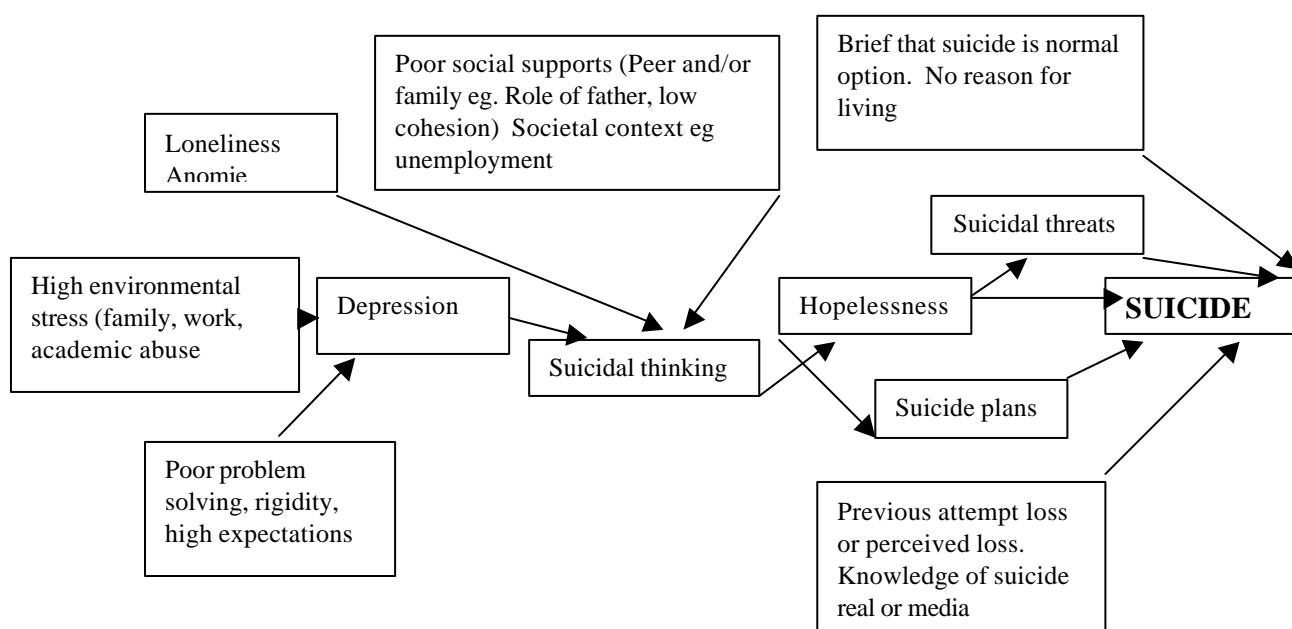 Poor social supports (Peer and/or
family eg. Role of father, low
cohesion)  Societal context eg
unemployment
Brief that suicide is normal
option.  No reason for
living
Loneliness
Anomie
Suicidal threats
High environmental
stress (family, work,
academic abuse
Depression
Hopelessness
SUICIDE
Suicidal thinking
Suicide plans
Poor problem
solving, rigidity,
high expectations
Previous attempt loss
or perceived loss.
Knowledge of suicide
real or media